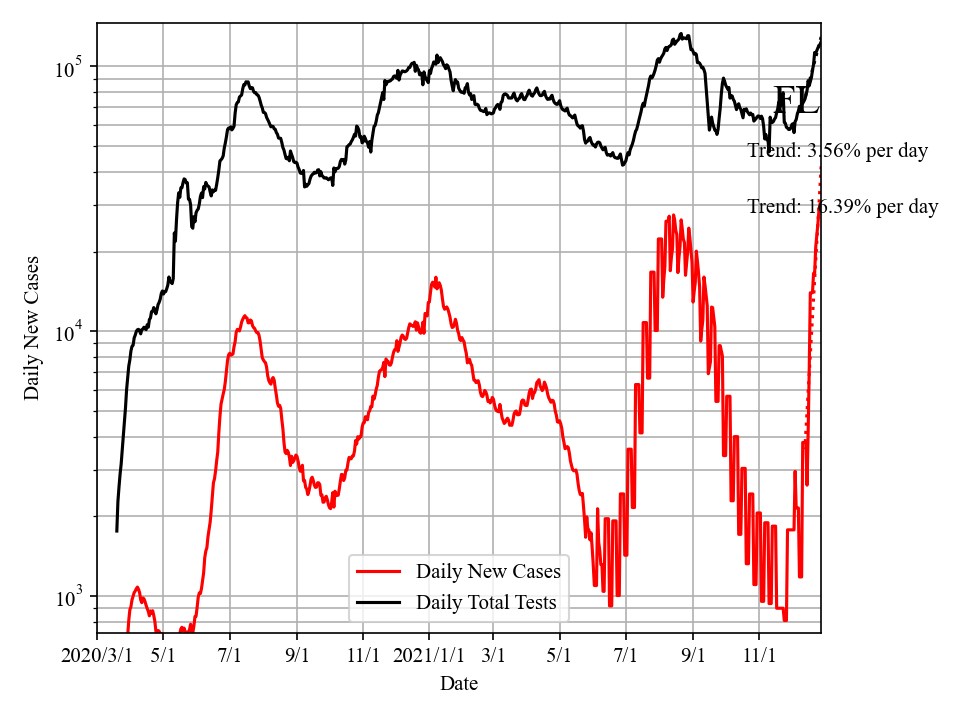 10^5
FL
Trend: 3.56% per day
Trend: 16.39% per day
Daily New Cases
10^4
Daily New Cases
Daily Total Tests
10^3
2020/3/1 5/1 7/1 9/1 11/1 2021/1/1 3/1 5/1 7/1 9/1 11/1
Date